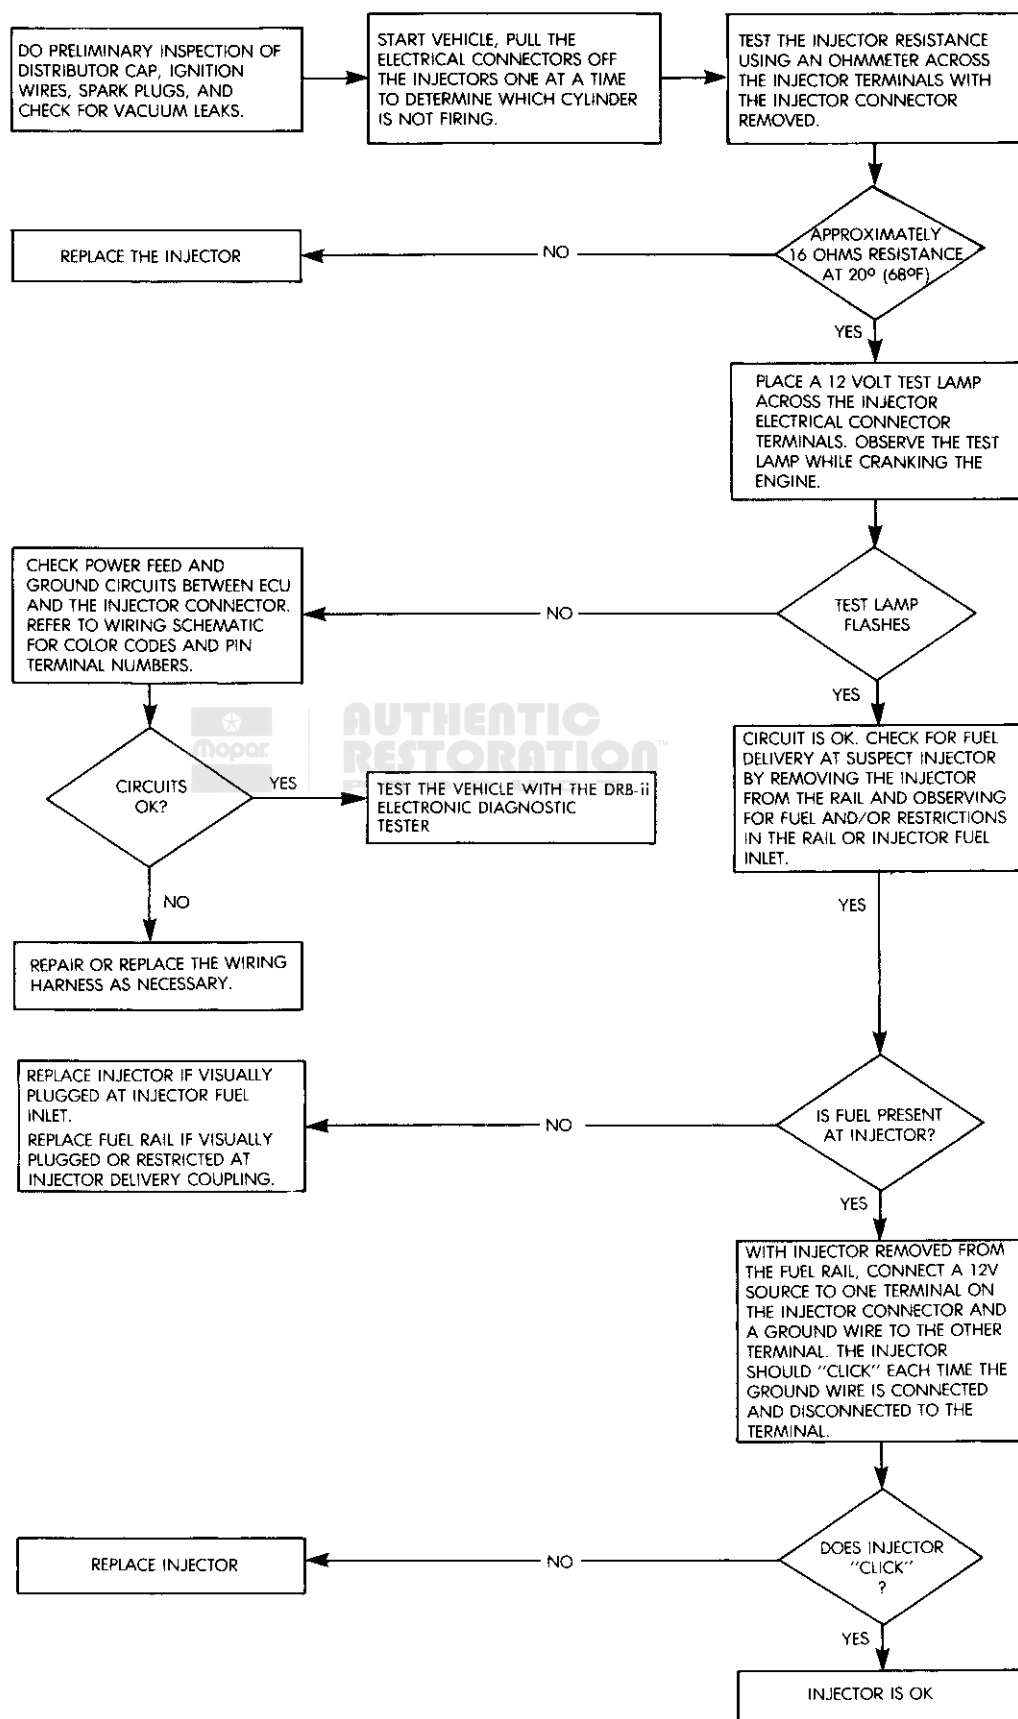 DO PRELIMINARY INSPECTION OF
DISTRIBUTOR CAP, IGNITION
WIRES, SPARK PLUGS, AND
CHECK FOR VACUUM LEAKS.
START VEHICLE, PULL THE
ELECTRICAL CONNECTORS OFF
THE INJECTORS ONE AT A TIME
TO DETERMINE WHICH CYLINDER
IS NOT FIRING.
TEST THE INJECTOR RESISTANCE
USING AN OHMMETER ACROSS
THE INJECTOR TERMINALS WITH
THE INJECTOR CONNECTOR
REMOVED.
APPROXIMATELY
16 OHMS RESISTANCE
AT 20º (68ºF)
NO
REPLACE THE INJECTOR
YES
PLACE A 12 VOLT TEST LAMP
ACROSS THE INJECTOR
ELECTRICAL CONNECTOR
TERMINALS. OBSERVE THE TEST
LAMP WHILE CRANKING THE
ENGINE.
TEST LAMP
FLASHES
NO
CHECK POWER FEED AND
GROUND CIRCUITS BETWEEN ECU
AND THE INJECTOR CONNECTOR.
REFER TO WIRING SCHEMATIC
FOR COLOR CODES AND PIN
TERMINAL NUMBERS.
YES
Mopar.
AUTHENTIC
RESTORATION™
CIRCUITS
OK?
YES
TEST THE VEHICLE WITH THE DRB-ii
ELECTRONIC DIAGNOSTIC
TESTER
NO
REPAIR OR REPLACE THE WIRING
HARNESS AS NECESSARY.
CIRCUIT IS OK. CHECK FOR FUEL
DELIVERY AT SUSPECT INJECTOR
BY REMOVING THE INJECTOR
FROM THE RAIL AND OBSERVING
FOR FUEL AND/OR RESTRICTIONS
IN THE RAIL OR INJECTOR FUEL
INLET.
YES
IS FUEL PRESENT
AT INJECTOR?
NO
REPLACE INJECTOR IF VISUALLY
PLUGGED AT INJECTOR FUEL
INLET.
REPLACE FUEL RAIL IF VISUALLY
PLUGGED OR RESTRICTED AT
INJECTOR DELIVERY COUPLING.
YES
WITH INJECTOR REMOVED FROM
THE FUEL RAIL, CONNECT A 12V
SOURCE TO ONE TERMINAL ON
THE INJECTOR CONNECTOR AND
A GROUND WIRE TO THE OTHER
TERMINAL. THE INJECTOR
SHOULD "CLICK" EACH TIME THE
GROUND WIRE IS CONNECTED
AND DISCONNECTED TO THE
TERMINAL.
DOES INJECTOR
"CLICK"
?
NO
REPLACE INJECTOR
YES
INJECTOR IS OK